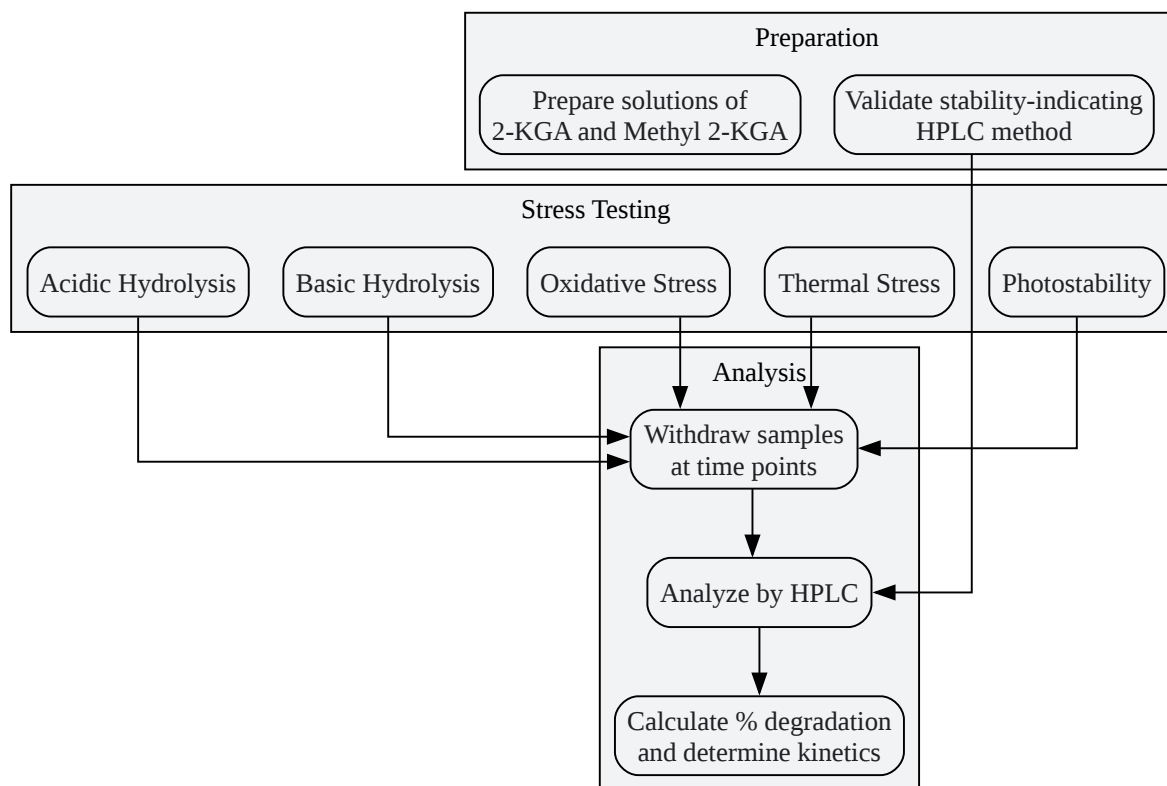 Preparation
Prepare solutions of
2-KGA and Methyl 2-KGA
Validate stability-indicating
HPLC method
Stress Testing
Acidic Hydrolysis
Basic Hydrolysis
Oxidative Stress
Thermal Stress
Photostability
Analysis
Withdraw samples
at time points
Analyze by HPLC
Calculate % degradation
and determine kinetics